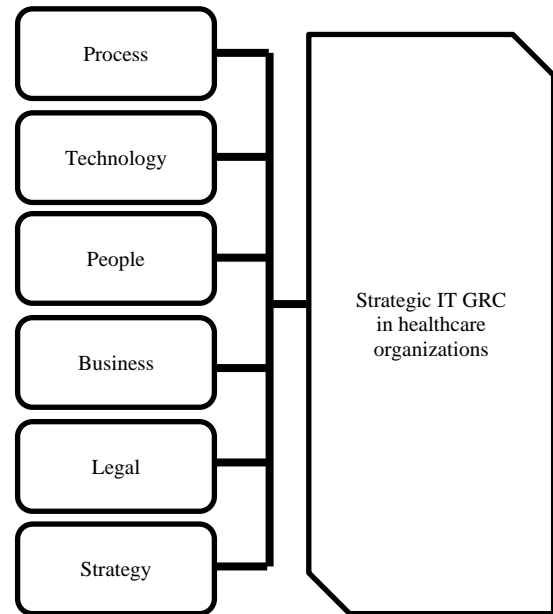 Process
Technology
People
Business
Legal
Strategy
Strategic IT GRC
in healthcare
organizations